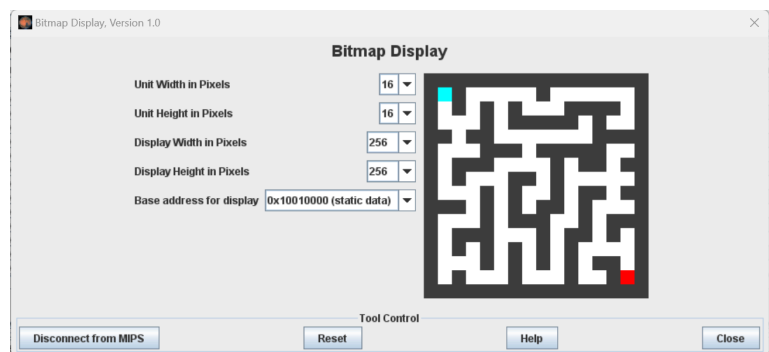 Bitmap Display, Version 1.0
Bitmap Display
Unit Width in Pixels 16
Unit Height in Pixels 16
Display Width in Pixels 256
Display Height in Pixels 256
Base address for display 0x10010000 (static data)
Tool Control
Disconnect from MIPS Reset Help Close